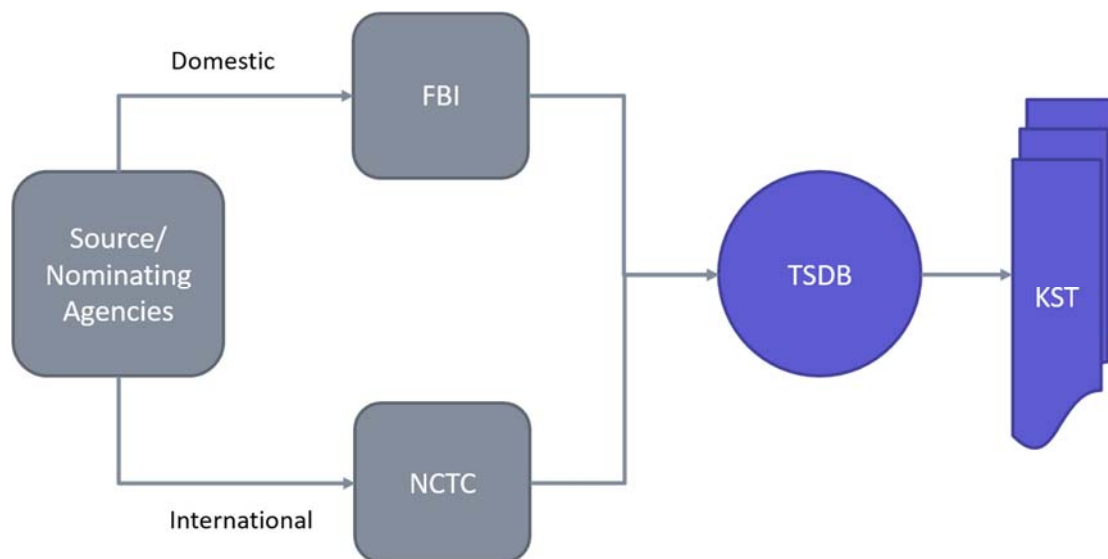 Domestic
FBI
Source/
Nominating
Agencies
TSDB
KST
NCTC
International